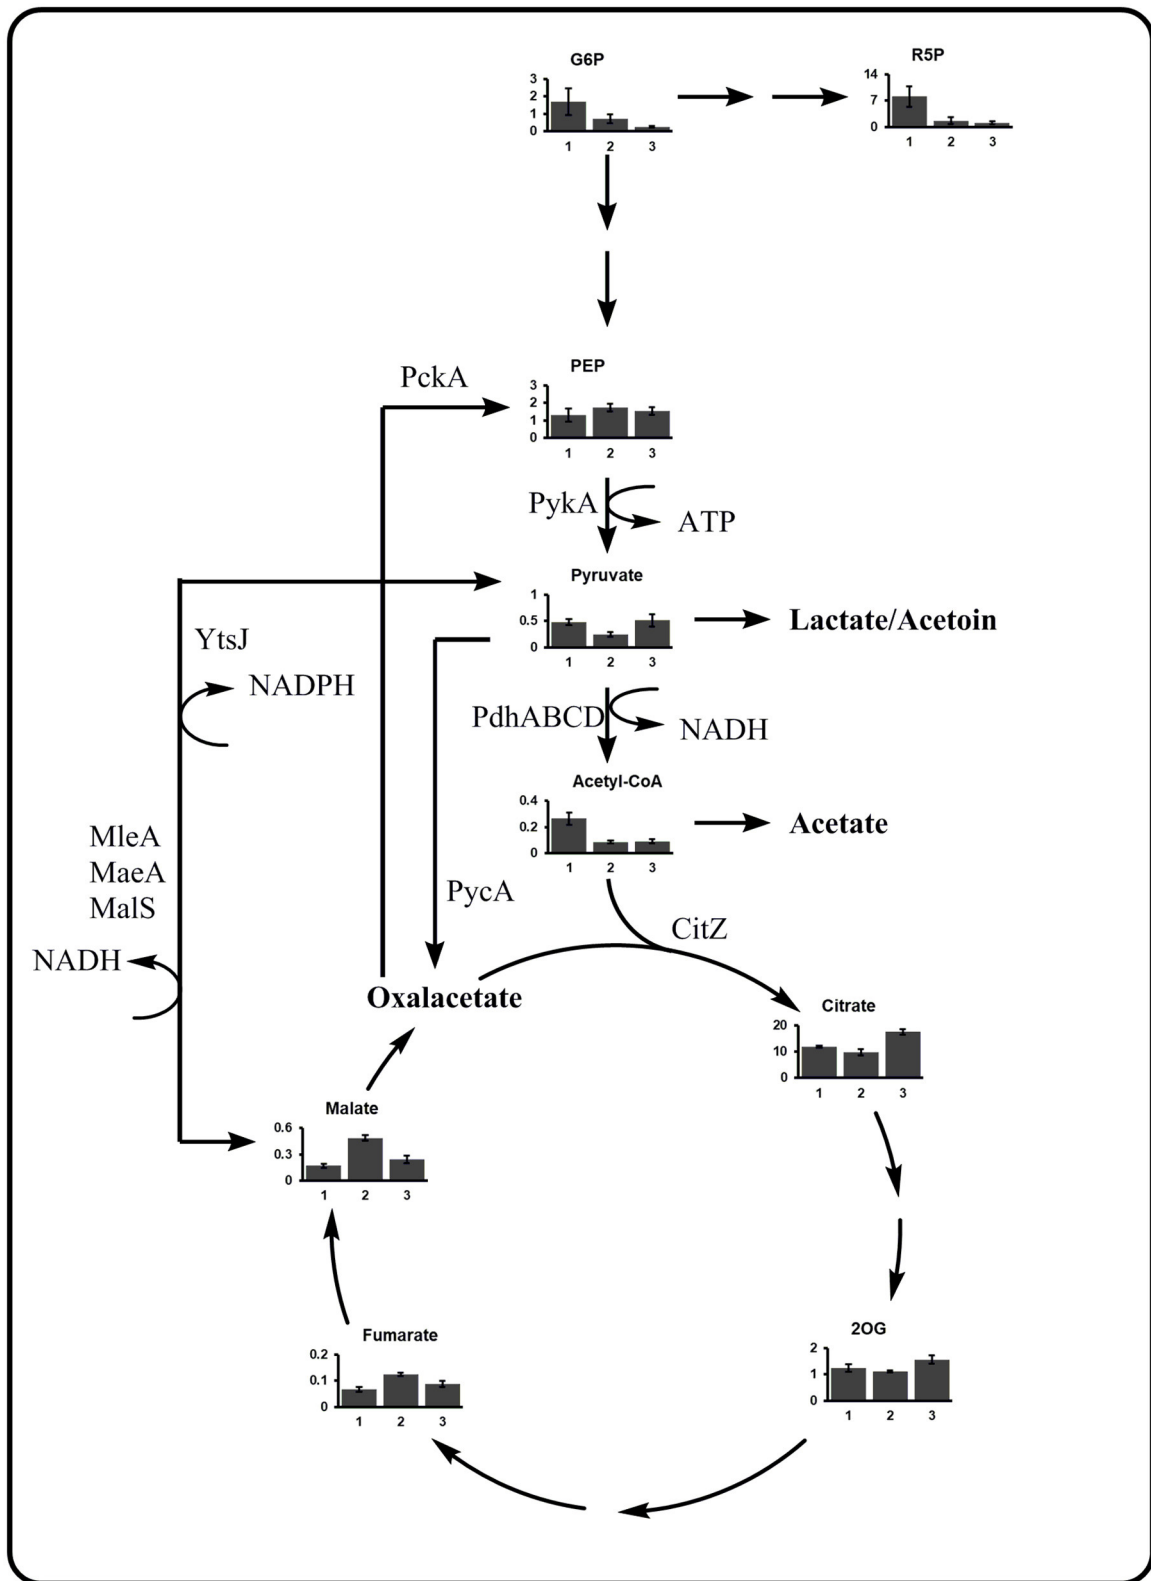 G6P
3
2
1
0
1 2 3
R5P
14
7
0
1 2 3
PckA
PEP
3
2
1
0
1 2 3
PykA
ATP
Pyruvate
1
0.5
0
1 2 3
Lactate/Acetoin
YtsJ
NADPH
PdhABCD
NADH
Acetyl-CoA
0.4
0.2
0
1 2 3
Acetate
MleA
MaeA
MalS
NADH
PycA
CitZ
Oxalacetate
Citrate
20
10
0
1 2 3
Malate
0.6
0.3
0
1 2 3
2OG
2
1
0
1 2 3
Fumarate
0.2
0.1
0
1 2 3